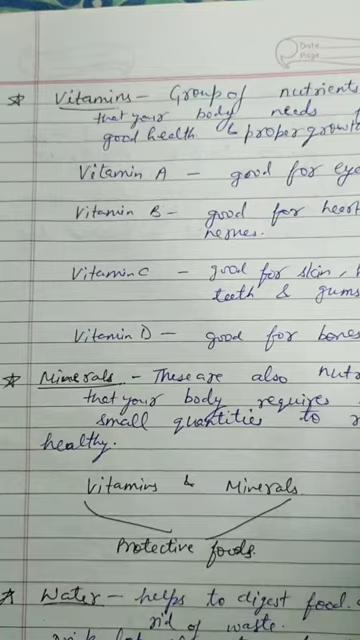 Date
Page
Vitamins - Group of nutrients
that your body needs
good health & proper growth
Vitamin A - good for eye
Vitamin B - good for heart
nerves.
Vitamin C - good for skin,
teeth & gums
Vitamin D - good for bones
Minerals - These are also nutr
that your body requires
small quantities to r
healthy.
Vitamins & Minerals
Protective foods.
Water - helps to digest food.
rid of waste.